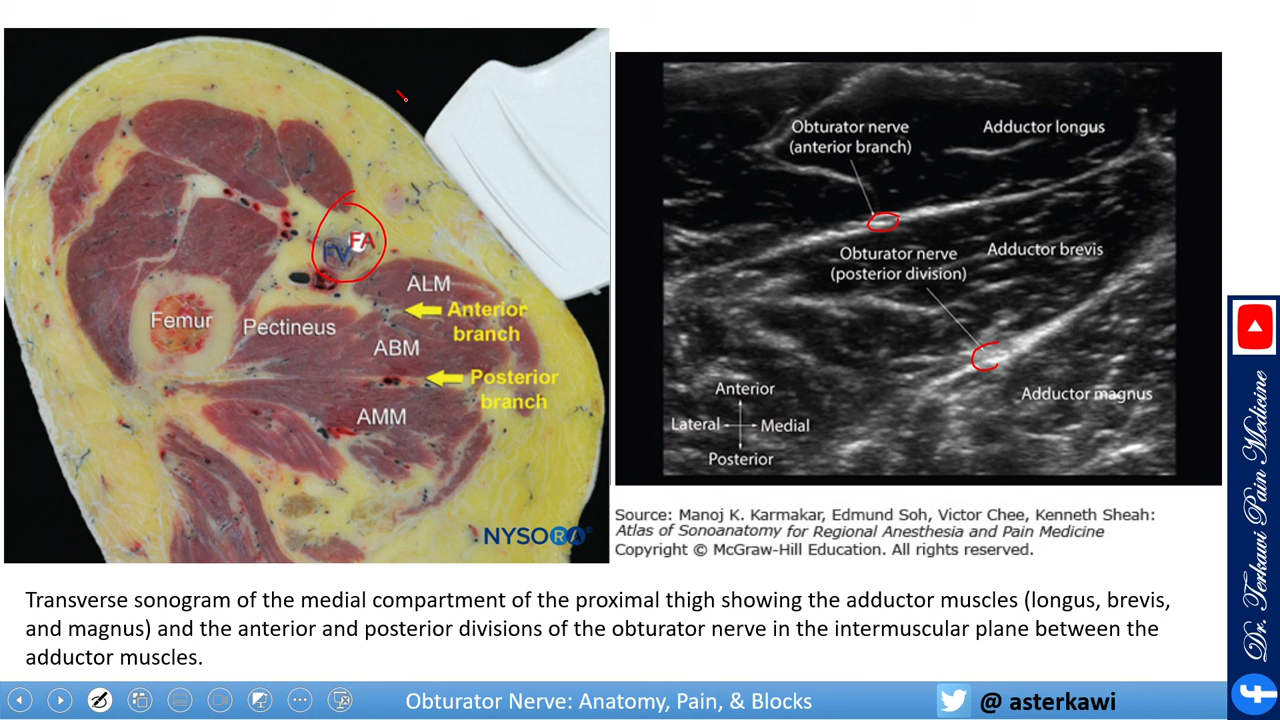 FA
FV
ALM
Anterior
branch
Femur
Pectineus
ABM
Posterior
branch
AMM
NYSORA
Obturator nerve
(anterior branch)
Adductor longus
Obturator nerve
(posterior division)
Adductor brevis
Anterior
Lateral
Medial
Posterior
Adductor magnus
Source: Manoj K. Karmakar, Edmund Soh, Victor Chee, Kenneth Sheah:
Atlas of Sonoanatomy for Regional Anesthesia and Pain Medicine
Copyright © McGraw-Hill Education. All rights reserved.
Transverse sonogram of the medial compartment of the proximal thigh showing the adductor muscles (longus, brevis,
and magnus) and the anterior and posterior divisions of the obturator nerve in the intermuscular plane between the
adductor muscles.
Obturator Nerve: Anatomy, Pain, & Blocks
@ asterkawi
Dr. Terkawi Pain Medicine